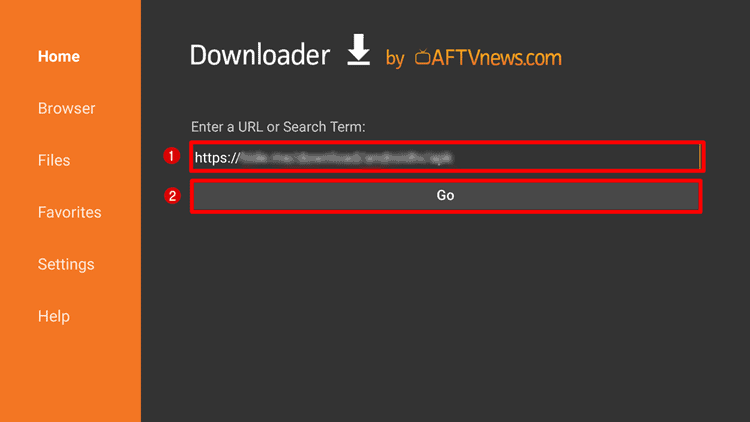 Home
Browser
Files
Favorites
Settings
Help
Downloader by AFTVnews.com
Enter a URL or Search Term:
1 https://
2 Go